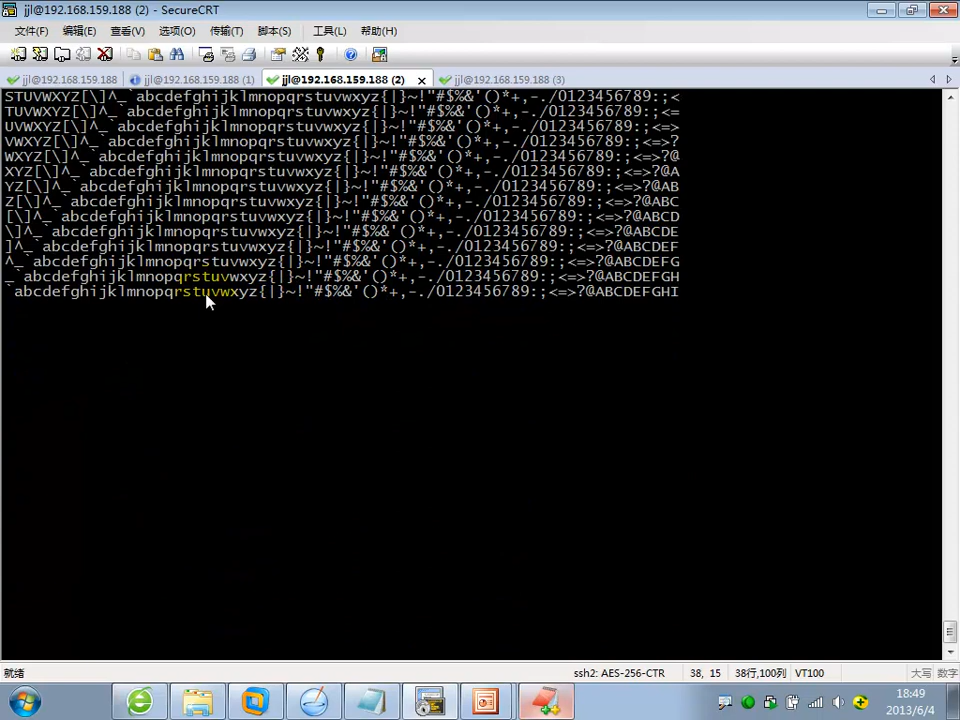 jjl@192.168.159.188 (2) - SecureCRT
文件(F) 编辑(E) 查看(V) 选项(O) 传输(T) 脚本(S) 工具(L) 帮助(H)
jjl@192.168.159.188 jjl@192.168.159.188 (1) jjl@192.168.159.188 (2) jjl@192.168.159.188 (3)
STUVWXYZ[\]^_`abcdefghijklmnopqrstuvwxyz{|}~!"#$%&'()*+,-./0123456789:;<
TUVWXYZ[\]^_`abcdefghijklmnopqrstuvwxyz{|}~!"#$%&'()*+,-./0123456789:;<=
UVWXYZ[\]^_`abcdefghijklmnopqrstuvwxyz{|}~!"#$%&'()*+,-./0123456789:;<=>
VWXYZ[\]^_`abcdefghijklmnopqrstuvwxyz{|}~!"#$%&'()*+,-./0123456789:;<=>?
WXYZ[\]^_`abcdefghijklmnopqrstuvwxyz{|}~!"#$%&'()*+,-./0123456789:;<=>?@
XYZ[\]^_`abcdefghijklmnopqrstuvwxyz{|}~!"#$%&'()*+,-./0123456789:;<=>?@A
YZ[\]^_`abcdefghijklmnopqrstuvwxyz{|}~!"#$%&'()*+,-./0123456789:;<=>?@AB
Z[\]^_`abcdefghijklmnopqrstuvwxyz{|}~!"#$%&'()*+,-./0123456789:;<=>?@ABC
[\]^_`abcdefghijklmnopqrstuvwxyz{|}~!"#$%&'()*+,-./0123456789:;<=>?@ABCD
\]^_`abcdefghijklmnopqrstuvwxyz{|}~!"#$%&'()*+,-./0123456789:;<=>?@ABCDE
]^_`abcdefghijklmnopqrstuvwxyz{|}~!"#$%&'()*+,-./0123456789:;<=>?@ABCDEF
^_`abcdefghijklmnopqrstuvwxyz{|}~!"#$%&'()*+,-./0123456789:;<=>?@ABCDEFG
_`abcdefghijklmnopqrstuvwxyz{|}~!"#$%&'()*+,-./0123456789:;<=>?@ABCDEFGH
`abcdefghijklmnopqrstuvwxyz{|}~!"#$%&'()*+,-./0123456789:;<=>?@ABCDEFGHI
就绪 ssh2: AES-256-CTR 38, 15 38行,100列 VT100 大写 数字
18:49
2013/6/4